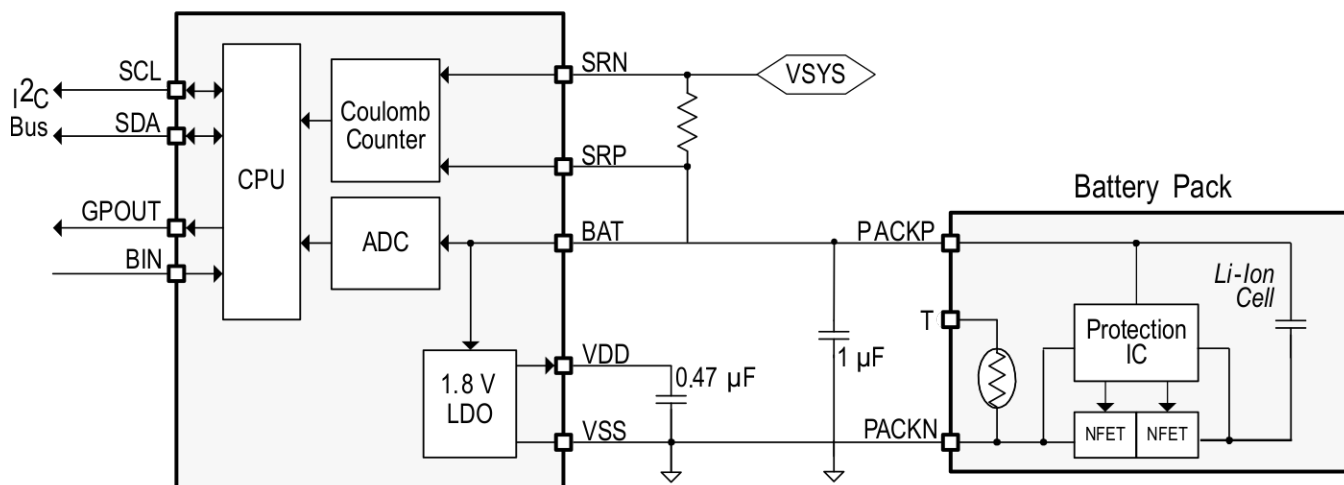 SCL
I2C
Bus
SDA
GPOUT
BIN
CPU
Coulomb
Counter
ADC
1.8 V
LDO
SRN
SRP
BAT
VDD
VSS
VSYS
0.47 µF
1 µF
Battery Pack
PACKP
T
PACKN
Protection
IC
NFET
NFET
Li-Ion
Cell